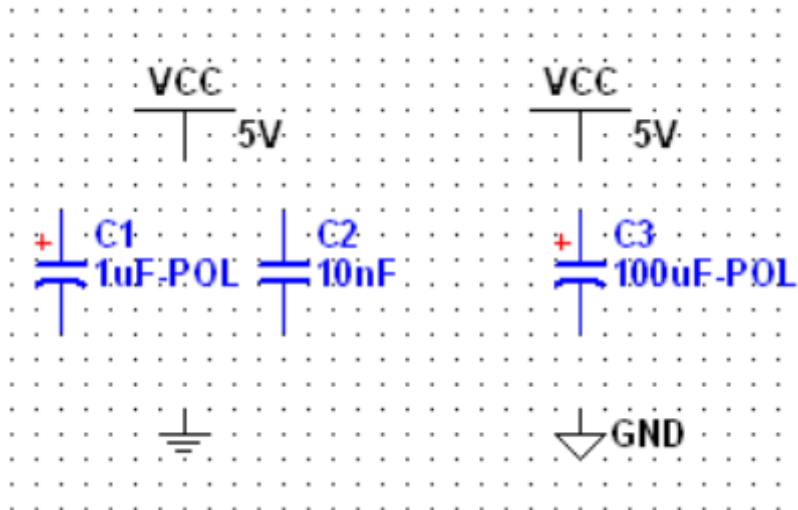 VCC
5V
VCC
5V
+ C1
1uF-POL
C2
10nF
+ C3
100uF-POL
GND